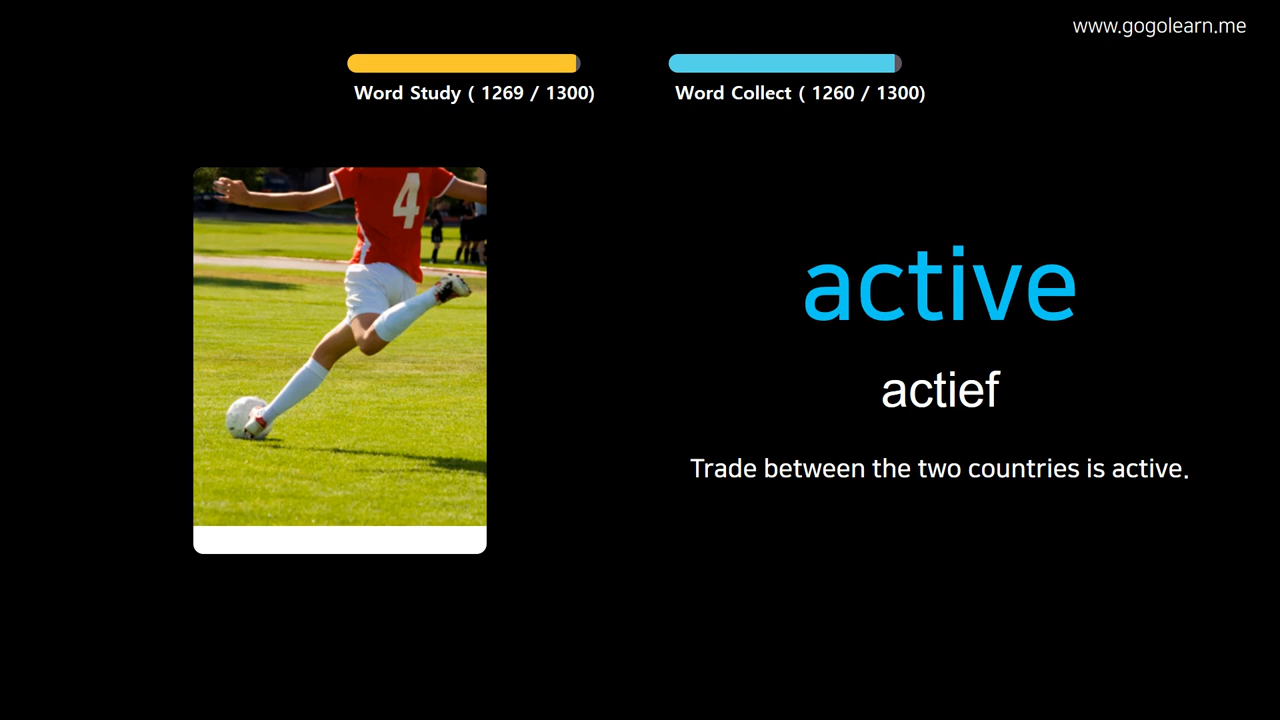 www.gogolearn.me
Word Study ( 1269 / 1300)
Word Collect ( 1260 / 1300)
4
active
actief
Trade between the two countries is active.